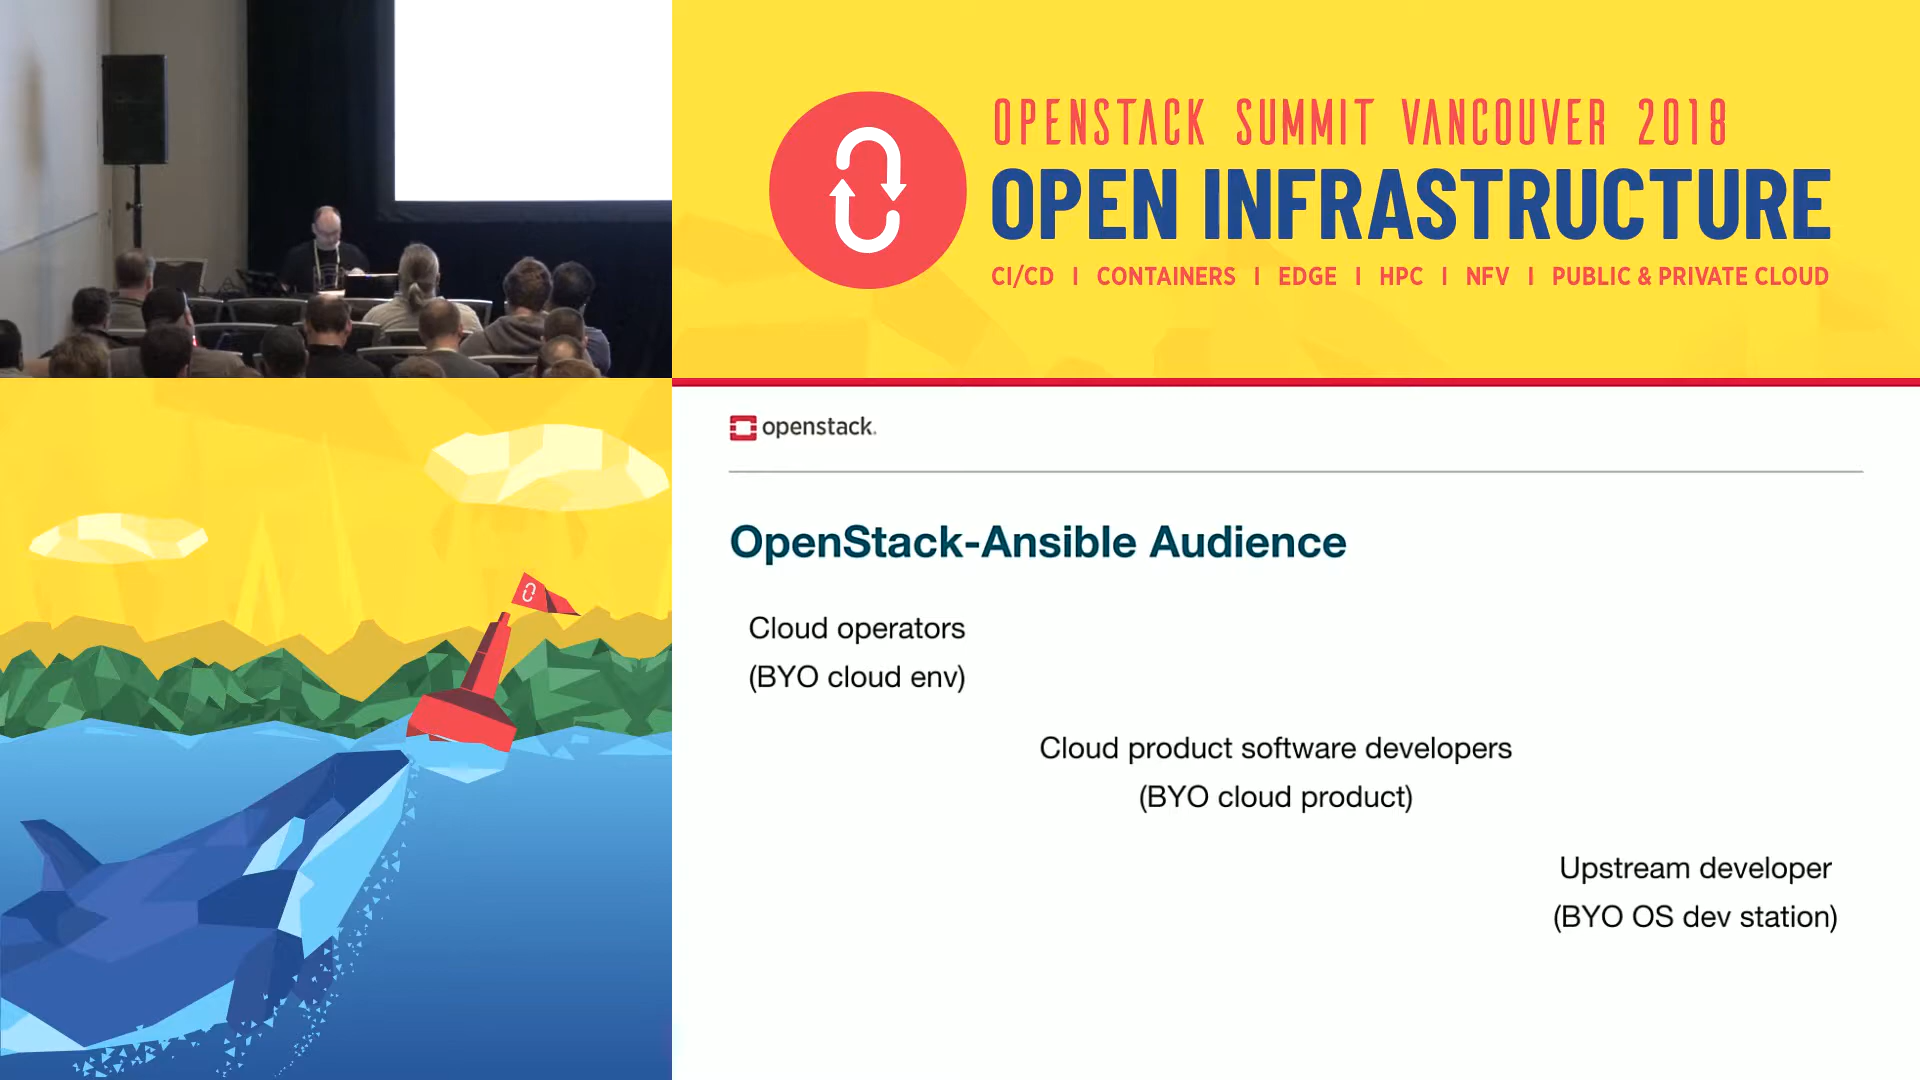 OPENSTACK SUMMIT VANCOUVER 2018
OPEN INFRASTRUCTURE
CI/CD I CONTAINERS I EDGE I HPC I NFV I PUBLIC & PRIVATE CLOUD
openstack.
OpenStack-Ansible Audience
Cloud operators
(BYO cloud env)
Cloud product software developers
(BYO cloud product)
Upstream developer
(BYO OS dev station)